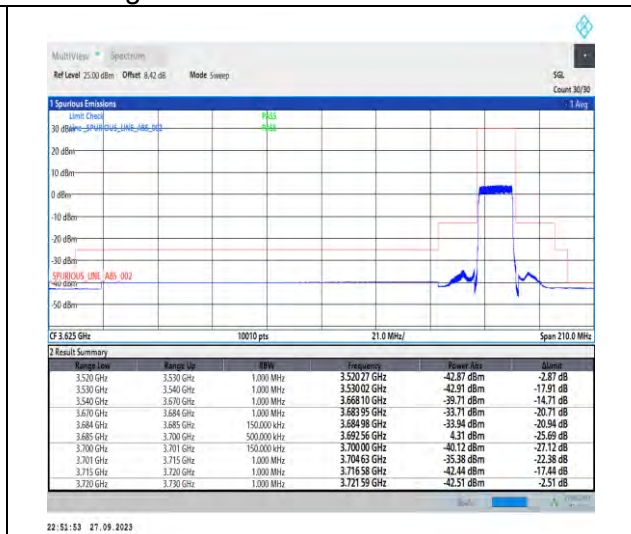 MultiView Spectrum
Ref Level 25.00 dBm Offset 8.42 dB Mode Sweep SGL
Count 30/30
1 Spurious Emissions 1 Avg
Limit Check PASS
Line _SPURIOUS_LINE_ABS_002 PASS
30 dBm
20 dBm
10 dBm
0 dBm
-10 dBm
-20 dBm
-30 dBm
SPURIOUS_LINE_ABS_002
-40 dBm
-50 dBm
CF 3.625 GHz 10010 pts 21.0 MHz/ Span 210.0 MHz
2 Result Summary
Range Low Range Up RBW Frequency Power Abs ΔLimit
3.520 GHz 3.530 GHz 1.000 MHz 3.520 27 GHz -42.87 dBm -2.87 dB
3.530 GHz 3.540 GHz 1.000 MHz 3.530 02 GHz -42.91 dBm -17.91 dB
3.540 GHz 3.670 GHz 1.000 MHz 3.668 10 GHz -39.71 dBm -14.71 dB
3.670 GHz 3.684 GHz 1.000 MHz 3.683 95 GHz -33.71 dBm -20.71 dB
3.684 GHz 3.685 GHz 150.000 kHz 3.684 98 GHz -33.94 dBm -20.94 dB
3.685 GHz 3.700 GHz 500.000 kHz 3.692 56 GHz 4.31 dBm -25.69 dB
3.700 GHz 3.701 GHz 150.000 kHz 3.700 00 GHz -40.12 dBm -27.12 dB
3.701 GHz 3.715 GHz 1.000 MHz 3.704 63 GHz -35.38 dBm -22.38 dB
3.715 GHz 3.720 GHz 1.000 MHz 3.716 58 GHz -42.44 dBm -17.44 dB
3.720 GHz 3.730 GHz 1.000 MHz 3.721 59 GHz -42.51 dBm -2.51 dB
22:51:53 27.09.2023